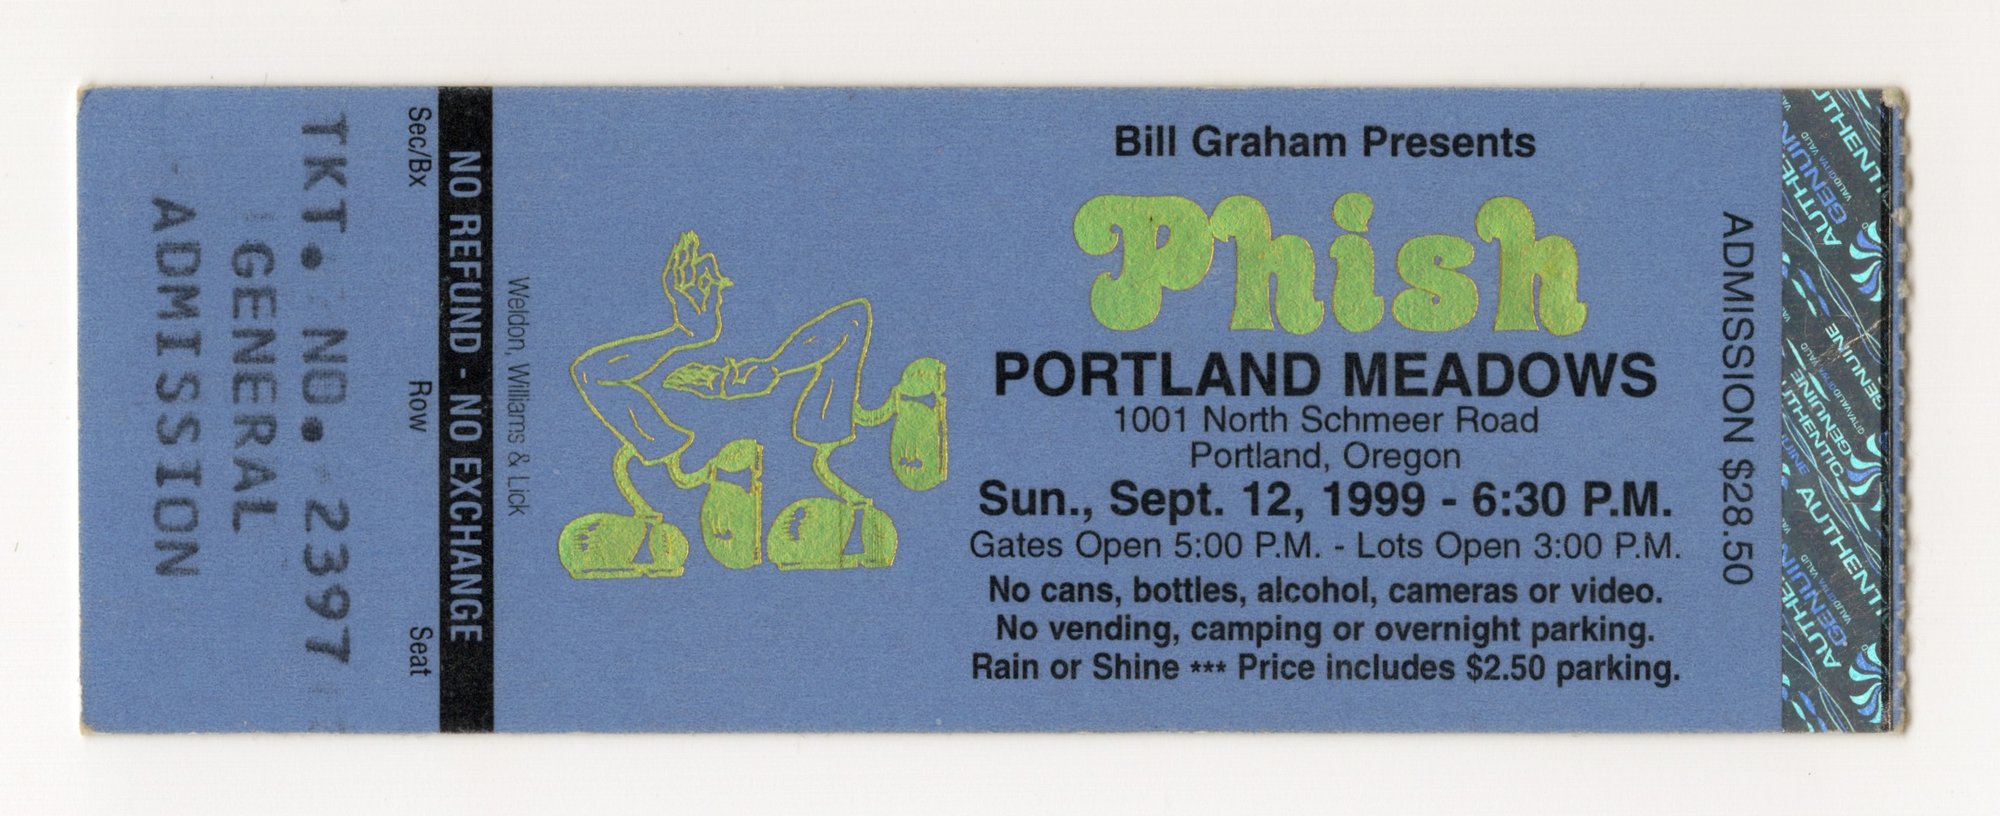 TKT. NO. 2397
GENERAL
ADMISSION
Sec/Bx Row Seat
NO REFUND - NO EXCHANGE
Weldon, Williams & Lick
Bill Graham Presents
Phish
PORTLAND MEADOWS
1001 North Schmeer Road
Portland, Oregon
Sun., Sept. 12, 1999 - 6:30 P.M.
Gates Open 5:00 P.M. - Lots Open 3:00 P.M.
No cans, bottles, alcohol, cameras or video.
No vending, camping or overnight parking.
Rain or Shine *** Price includes $2.50 parking.
ADMISSION $28.50
AUTHENTIC
GENUINE
VALID